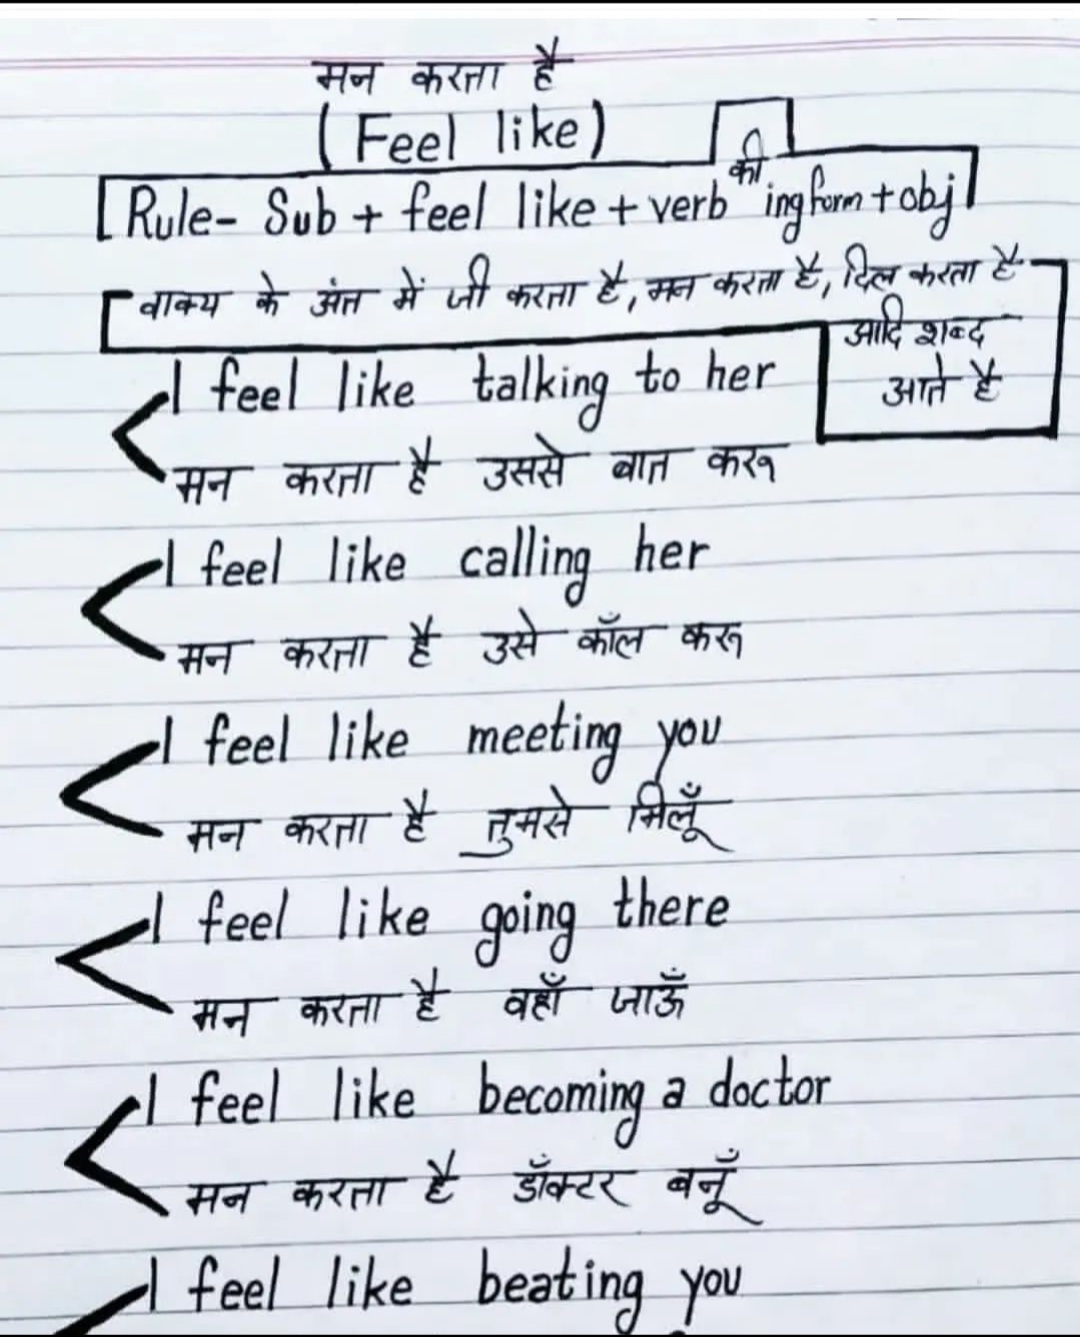 मन करता है
(Feel like)
Rule- Sub + feel like + verb की ing form + obj
वाक्य के अंत में जी करता है, मन करता है, दिल करता है
आदि शब्द
आते है
I feel like talking to her
मन करता है उससे बात करू
I feel like calling her
मन करता है उसे कॉल करू
I feel like meeting you
मन करता है तुमसे मिलूँ
I feel like going there
मन करता है वहाँ जाऊँ
I feel like becoming a doctor
मन करता है डॉक्टर बनूँ
I feel like beating you